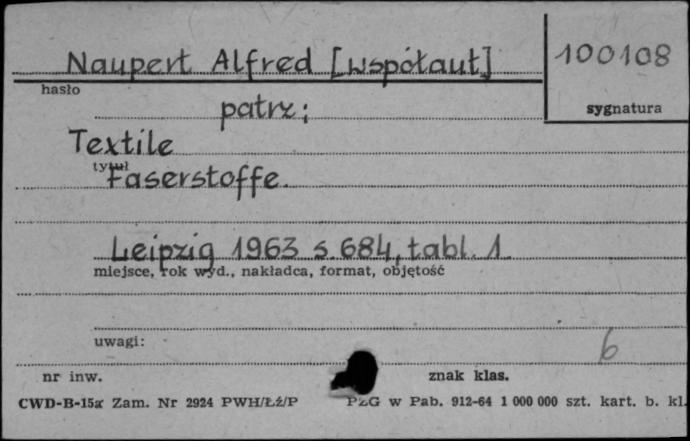 Naupert Alfred [współaut]
100108
hasło
sygnatura
patrz:
Textile
tytuł
Faserstoffe.
Leipzig 1963 s. 684, tabl. 1
miejsce, rok wyd., nakładca, format, objętość
uwagi:
6
nr inw.
znak klas.
CWD-B-15a Zam. Nr 2924 PWH/Łź/P
PZG w Pab. 912-64 1 000 000 szt. kart. b. kl.